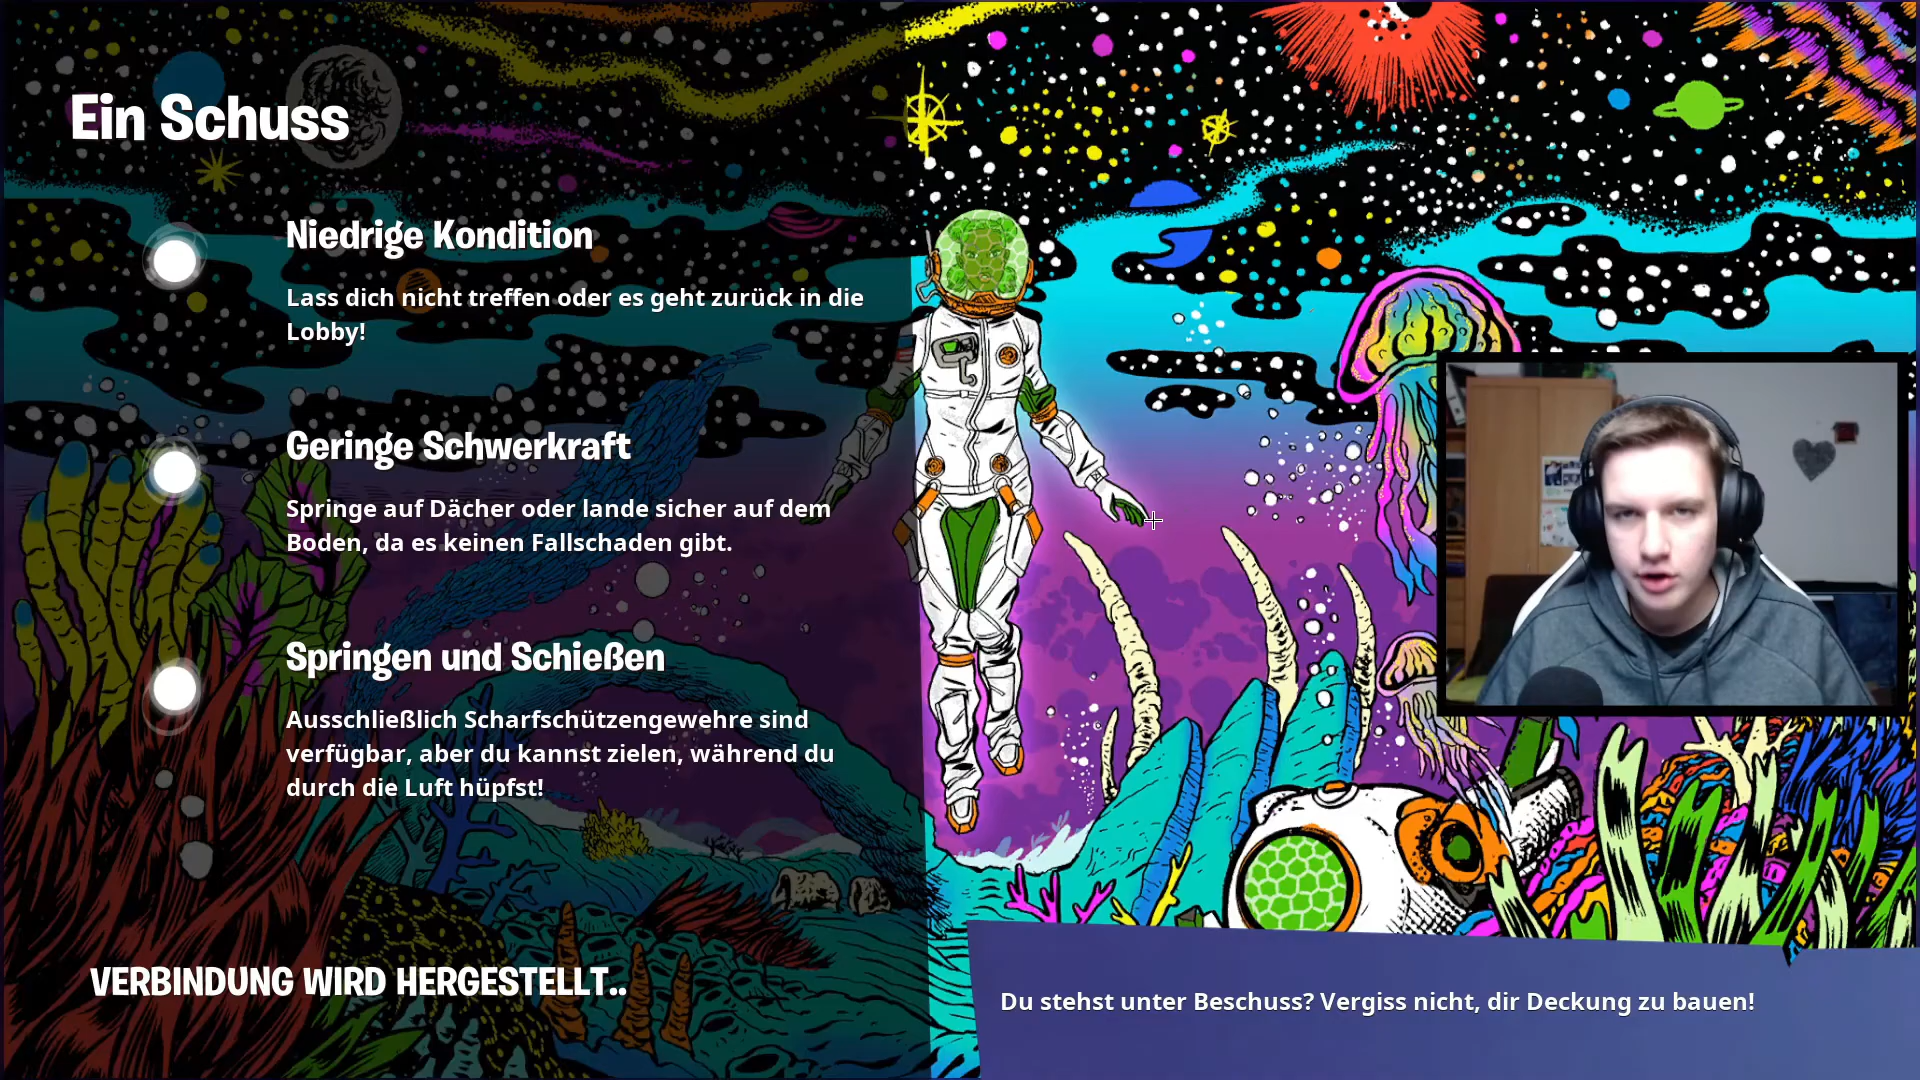 Ein Schuss
Niedrige Kondition
Lass dich nicht treffen oder es geht zurück in die
Lobby!
Geringe Schwerkraft
Springe auf Dächer oder lande sicher auf dem
Boden, da es keinen Fallschaden gibt.
Springen und Schießen
Ausschließlich Scharfschützengewehre sind
verfügbar, aber du kannst zielen, während du
durch die Luft hüpfst!
VERBINDUNG WIRD HERGESTELLT..
Du stehst unter Beschuss? Vergiss nicht, dir Deckung zu bauen!